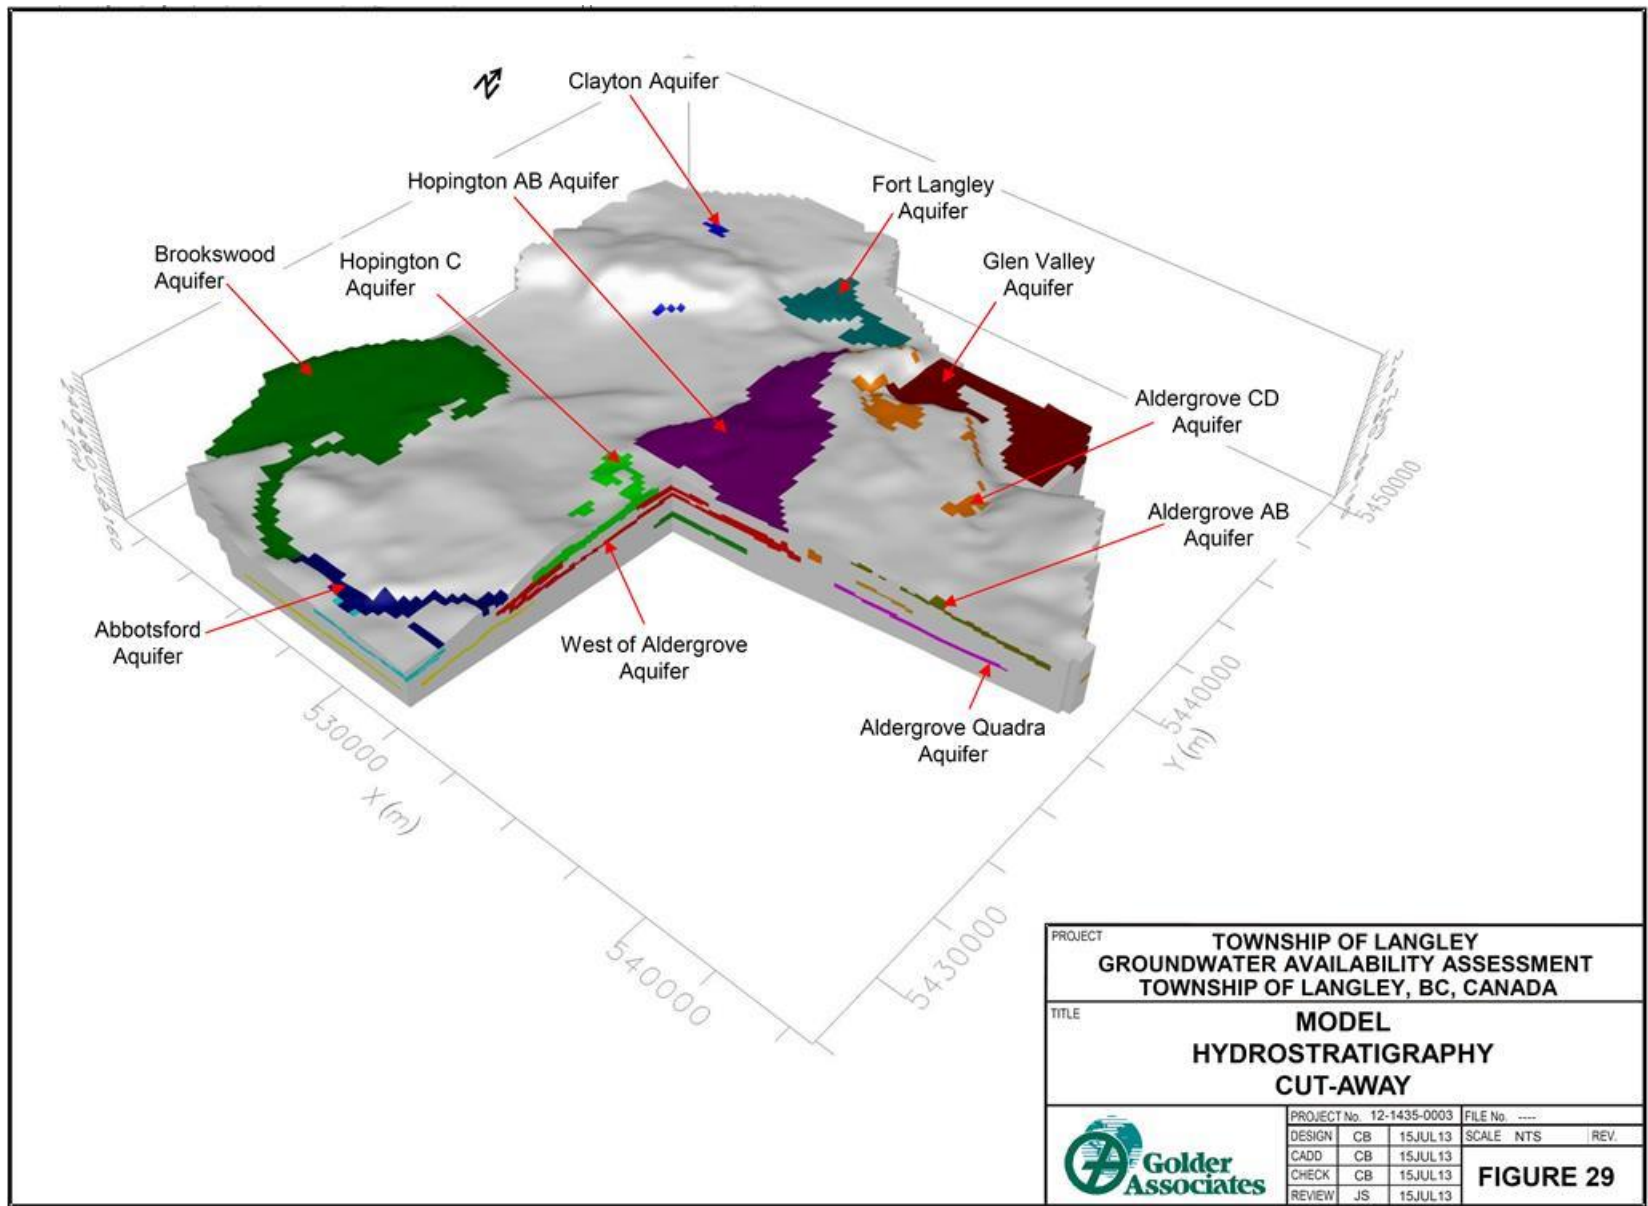 Clayton Aquifer
Hopington AB Aquifer
Fort Langley
Aquifer
Brookswood
Aquifer
Hopington C
Aquifer
Glen Valley
Aquifer
Aldergrove CD
Aquifer
Aldergrove AB
Aquifer
Abbotsford
Aquifer
West of Aldergrove
Aquifer
Aldergrove Quadra
Aquifer
530000
540000
X (m)
5430000
5440000
5450000
Y (m)
Z (m)
PROJECT
TOWNSHIP OF LANGLEY
GROUNDWATER AVAILABILITY ASSESSMENT
TOWNSHIP OF LANGLEY, BC, CANADA
TITLE
MODEL
HYDROSTRATIGRAPHY
CUT-AWAY
Golder
Associates
PROJECT No. 12-1435-0003 FILE No. ----
DESIGN CB 15JUL13 SCALE NTS REV.
CADD CB 15JUL13
CHECK CB 15JUL13
REVIEW JS 15JUL13
FIGURE 29